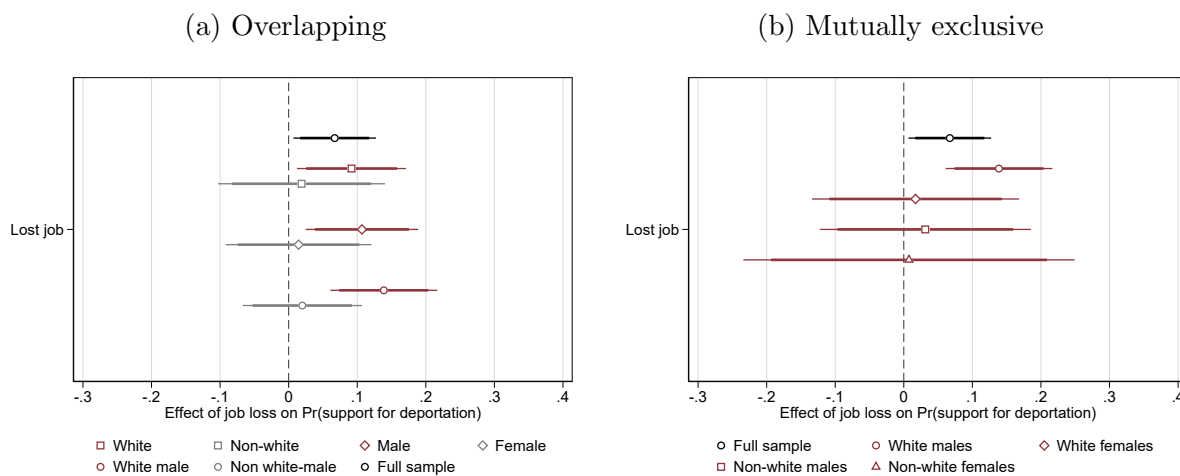 (a) Overlapping
Lost job
-.3 -.2 -.1 0 .1 .2 .3 .4
Effect of job loss on Pr(support for deportation)
White Non-white Male Female
White male Non white-male Full sample
(b) Mutually exclusive
Lost job
-.3 -.2 -.1 0 .1 .2 .3 .4
Effect of job loss on Pr(support for deportation)
Full sample White males White females
Non-white males Non-white females